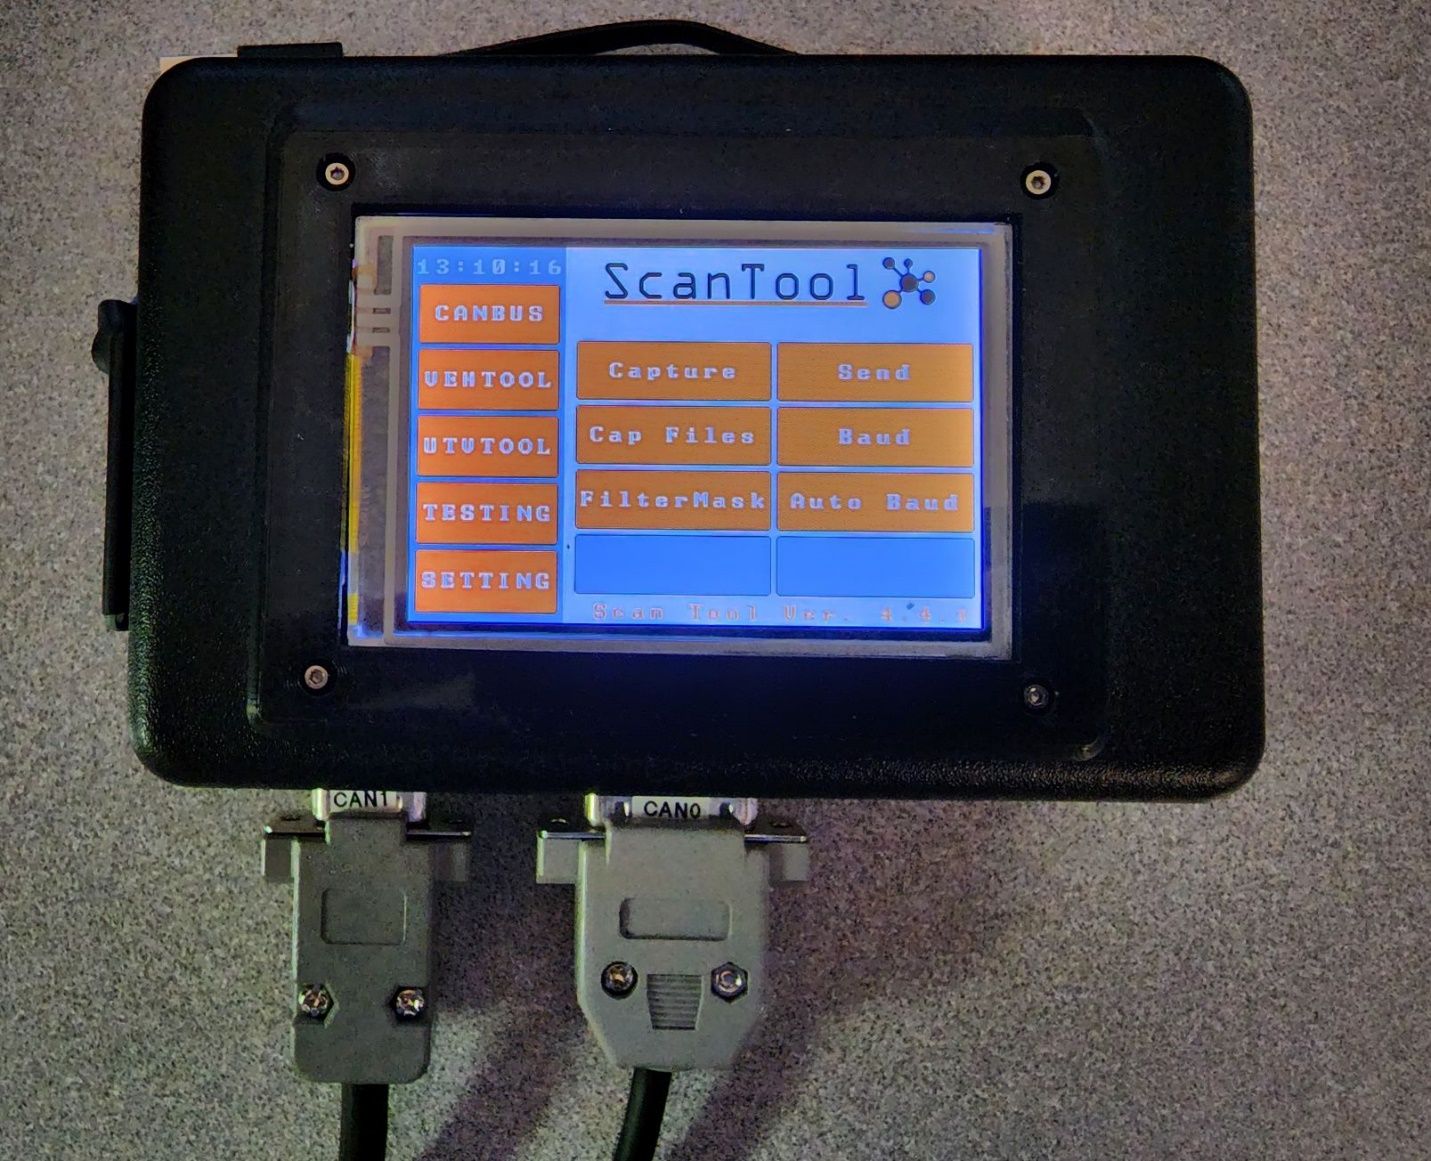 13:10:16
ScanTool
CANBUS
VEHTOOL
UTVTOOL
TESTING
SETTING
Capture Send
Cap Files Baud
FilterMask Auto Baud
Scan Tool Ver.
CAN1 CAN0